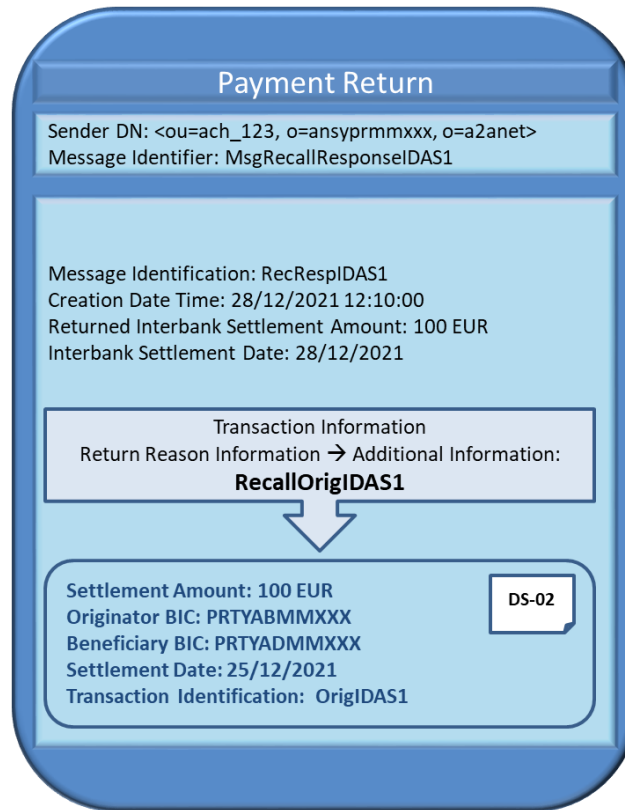 Payment Return
Sender DN: <ou=ach_123, o=ansyprmmxxx, o=a2anet>
Message Identifier: MsgRecallResponseIDAS1
Message Identification: RecRespIDAS1
Creation Date Time: 28/12/2021 12:10:00
Returned Interbank Settlement Amount: 100 EUR
Interbank Settlement Date: 28/12/2021
Transaction Information
Return Reason Information → Additional Information:
RecallOrigIDAS1
Settlement Amount: 100 EUR
Originator BIC: PRTYABMMXXX
Beneficiary BIC: PRTYADMMXXX
Settlement Date: 25/12/2021
Transaction Identification: OrigIDAS1
DS-02